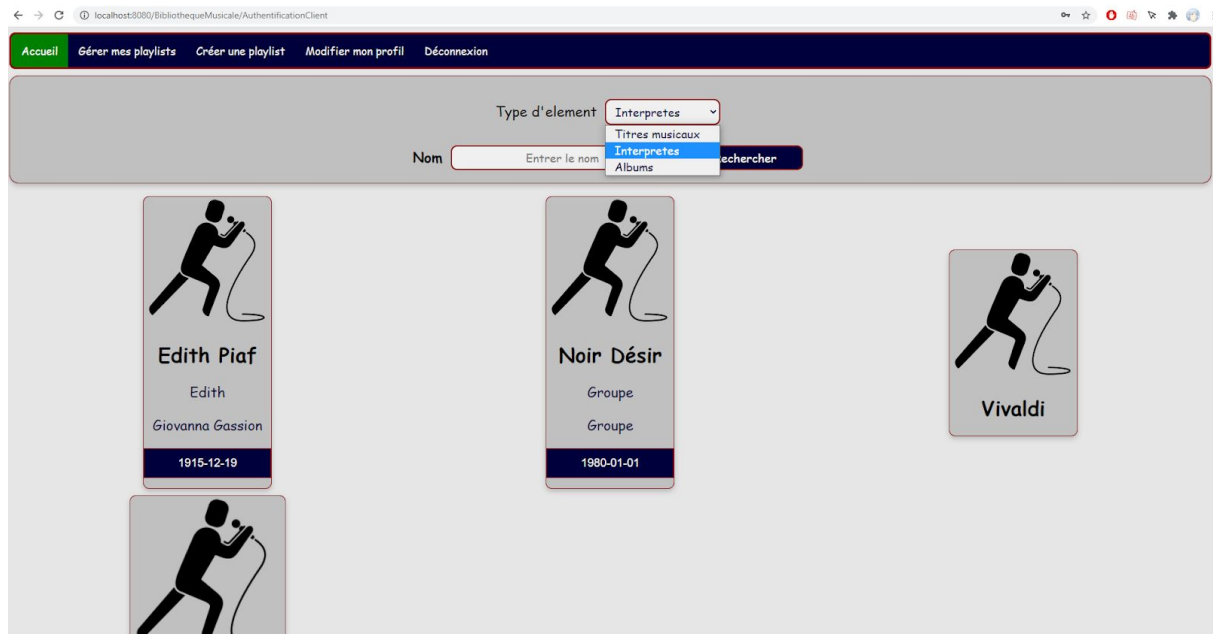 localhost:8080/BibliothequeMusicale/AuthentificationClient
Accueil Gérer mes playlists Créer une playlist Modifier mon profil Déconnexion
Type d'element Interpretes
Titres musicaux
Interpretes
Albums
Nom Entrer le nom echercher
Edith Piaf
Edith
Giovanna Gassion
1915-12-19
Noir Désir
Groupe
Groupe
1980-01-01
Vivaldi